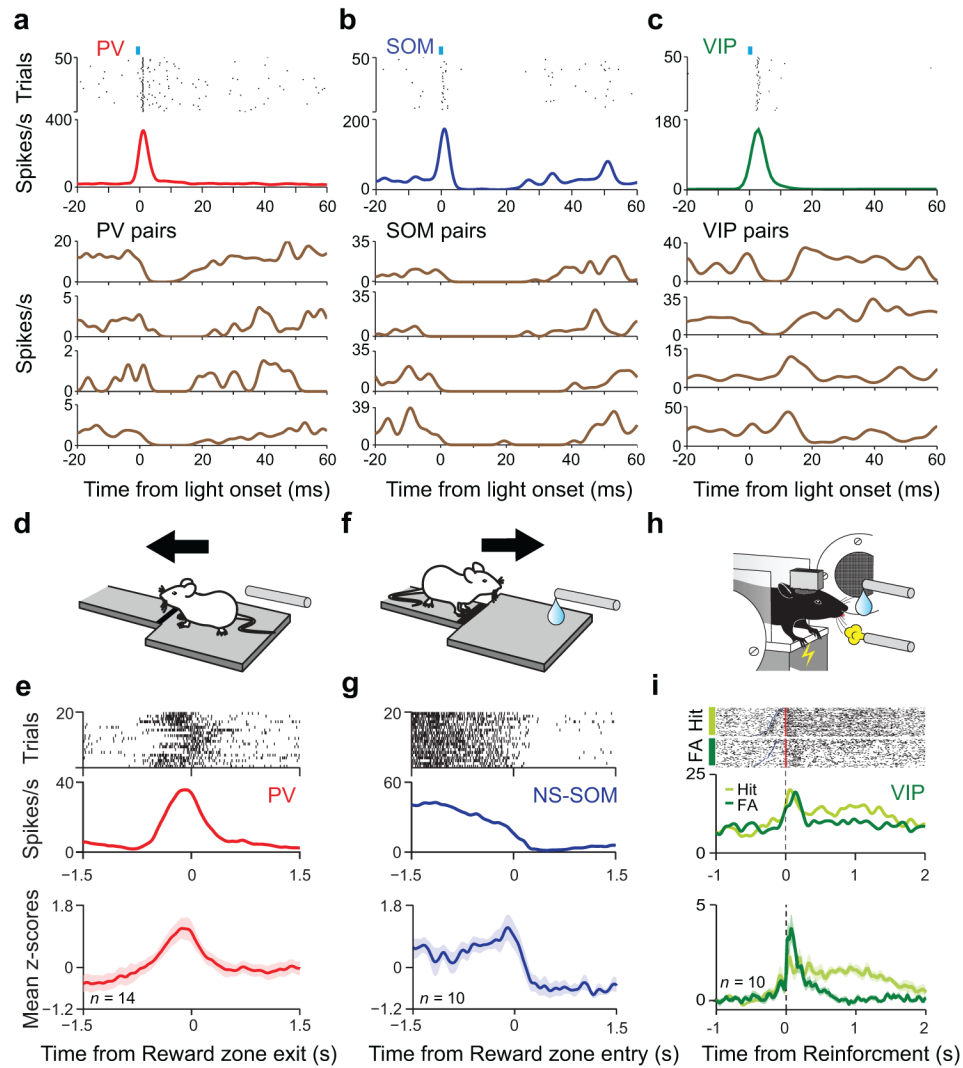 a
PV
50
Trials
400
Spikes/s
0
-20 0 20 40 60
PV pairs
20
0
5
0
Spikes/s
2
0
5
0
-20 0 20 40 60
Time from light onset (ms)
b
SOM
50
200
0
-20 0 20 40 60
SOM pairs
35
0
35
0
35
0
39
0
-20 0 20 40 60
Time from light onset (ms)
c
VIP
50
180
0
-20 0 20 40 60
VIP pairs
40
0
35
0
15
0
50
0
-20 0 20 40 60
Time from light onset (ms)
d
f
h
e
20
Trials
40
Spikes/s
PV
0
−1.5 0 1.5
1.8
Mean z-scores
0
n = 14
-1.2
-1.5 0 1.5
Time from Reward zone exit (s)
g
20
60
NS-SOM
0
−1.5 0 1.5
1.8
0
n = 10
-1.2
-1.5 0 1.5
Time from Reward zone entry (s)
i
Hit
FA
25
Hit
FA
VIP
0
-1 0 1 2
5
n = 10
0
-1 0 1 2
Time from Reinforcment (s)